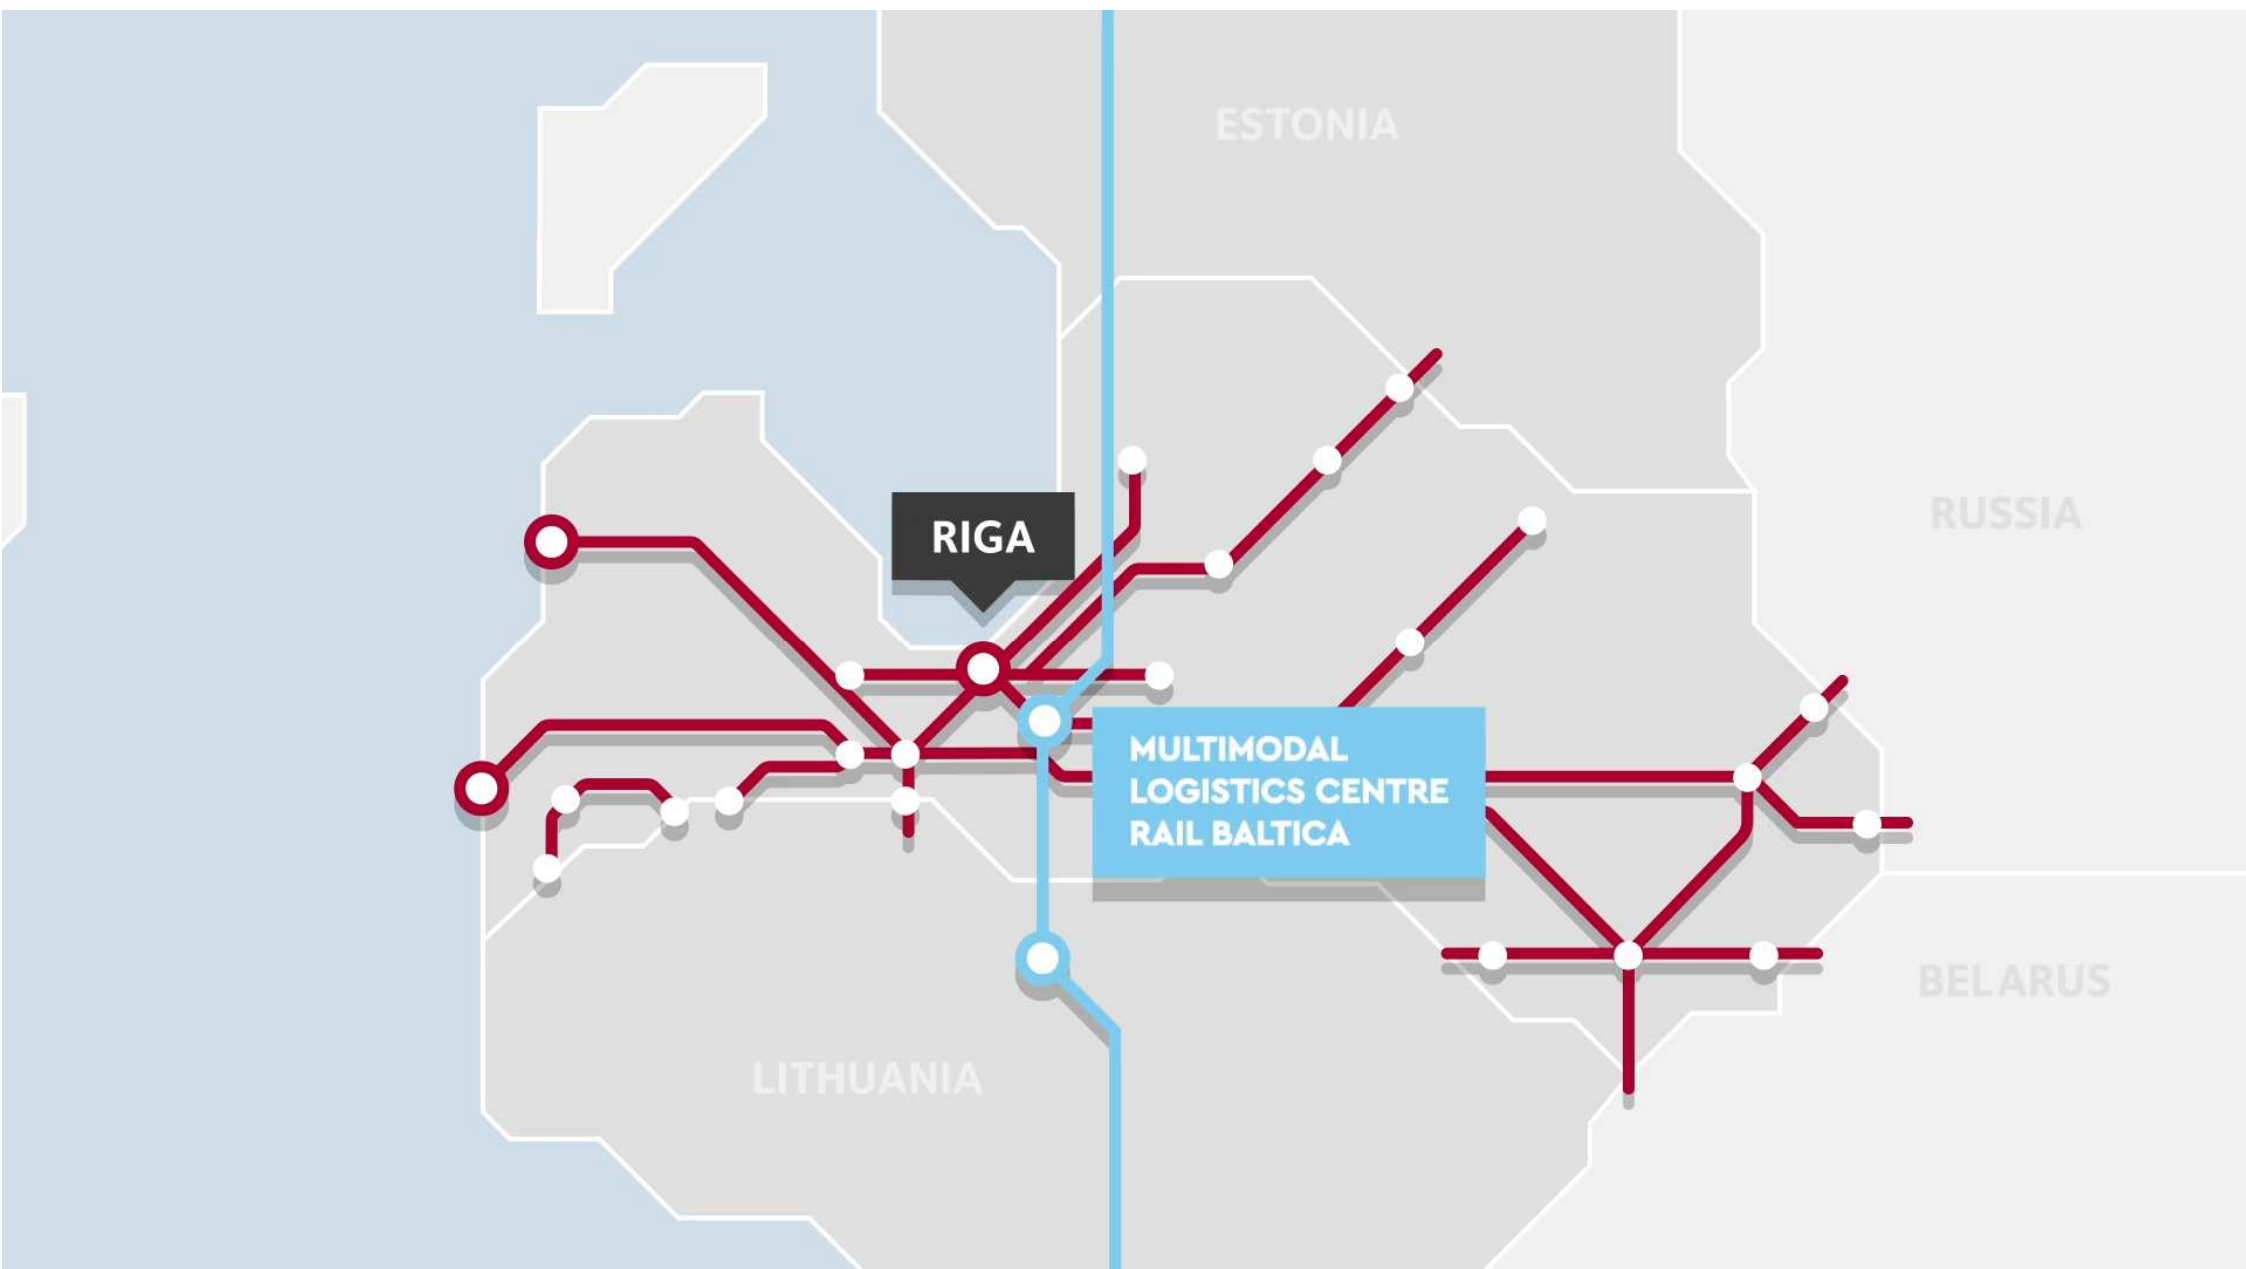 ESTONIA
RUSSIA
RIGA
MULTIMODAL
LOGISTICS CENTRE
RAIL BALTICA
BELARUS
LITHUANIA